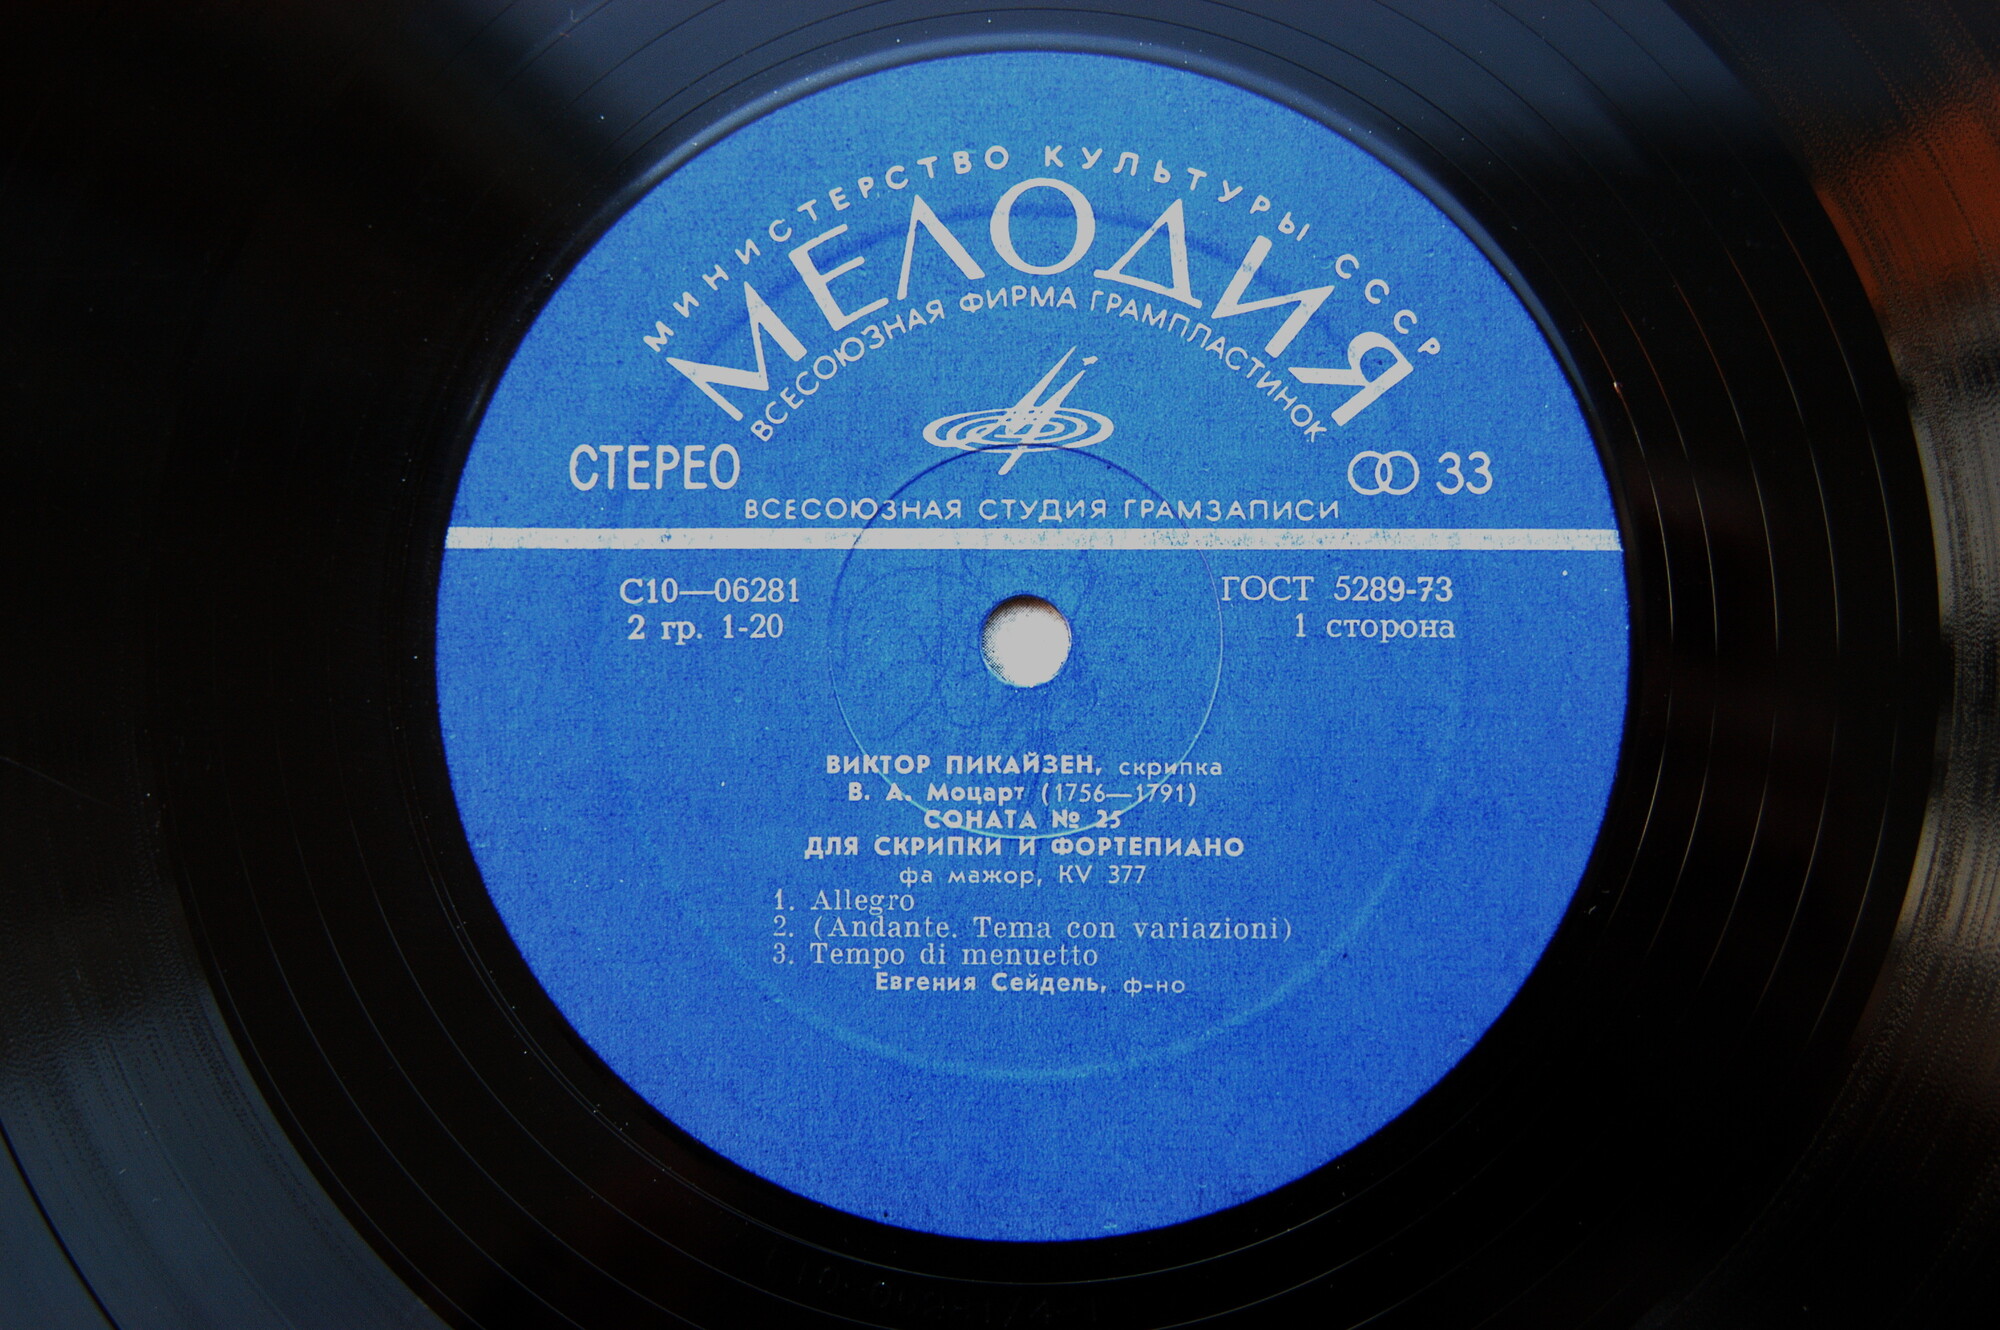 МИНИСТЕРСТВО КУЛЬТУРЫ СССР
МЕЛОДИЯ
ВСЕСОЮЗНАЯ ФИРМА ГРАМПЛАСТИНОК
СТЕРЕО
33
ВСЕСОЮЗНАЯ СТУДИЯ ГРАМЗАПИСИ
С10—06281
ГОСТ 5289-73
2 гр. 1-20
1 сторона
ВИКТОР ПИКАЙЗЕН, скрипка
В. А. Моцарт (1756—1791)
СОНАТА № 25
ДЛЯ СКРИПКИ И ФОРТЕПИАНО
фа мажор, KV 377
1. Allegro
2. (Andante. Tema con variazioni)
3. Tempo di menuetto
Евгения Сейдель, ф-но